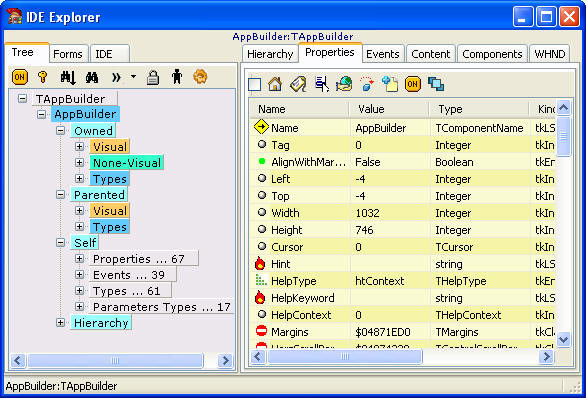 IDE Explorer
AppBuilder:TAppBuilder
Tree Forms IDE
ON
TAppBuilder
AppBuilder
Owned
Visual
None-Visual
Types
Parented
Visual
Types
Self
Properties ... 67
Events ... 39
Types ... 61
Parameters Types ... 17
Hierarchy
Hierarchy Properties Events Content Components WHND
ON
Name Value Type Kin
Name AppBuilder TComponentName tkLS
Tag 0 Integer tkIn
AlignWithMar... False Boolean tkEn
Left -4 Integer tkIn
Top -4 Integer tkIn
Width 1032 Integer tkIn
Height 746 Integer tkIn
Cursor 0 TCursor tkIn
Hint string tkLS
HelpType htContext THelpType tkEn
HelpKeyword string tkLS
HelpContext 0 THelpContext tkIn
Margins $04871ED0 TMargins tkCl
AppBuilder:TAppBuilder